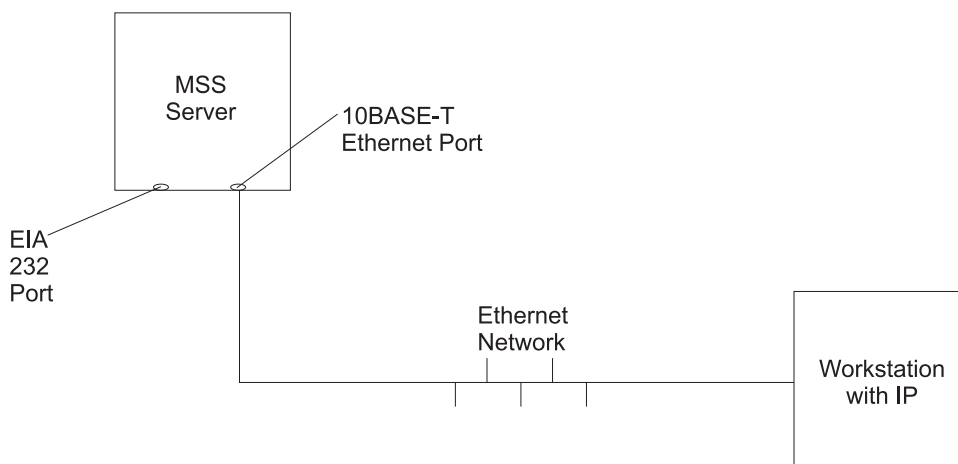 MSS
Server
10BASE-T
Ethernet Port
EIA
232
Port
Ethernet
Network
Workstation
with IP